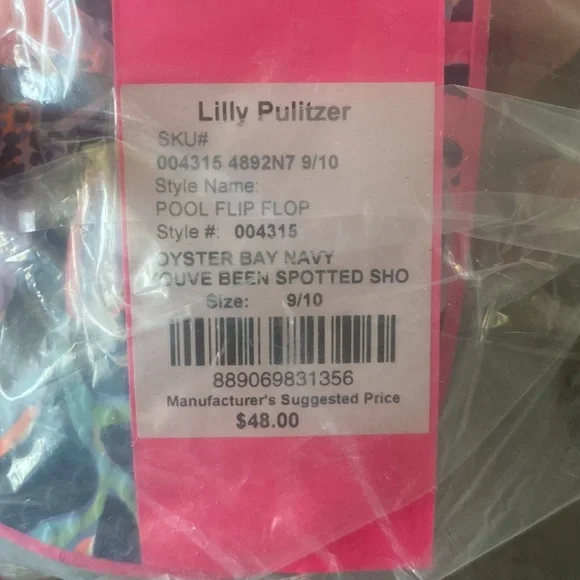 Lilly Pulitzer
SKU#
004315 4892N7 9/10
Style Name:
POOL FLIP FLOP
Style #: 004315
OYSTER BAY NAVY
YOUVE BEEN SPOTTED SHO
Size: 9/10
889069831356
Manufacturer's Suggested Price
$48.00